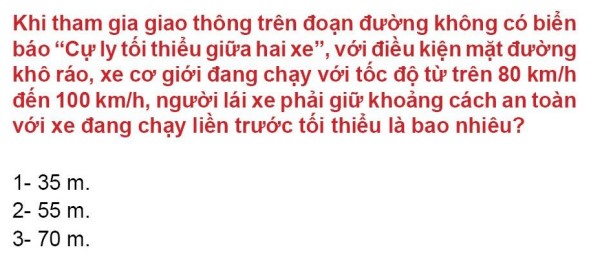 Khi tham gia giao thông trên đoạn đường không có biển
báo “Cự ly tối thiểu giữa hai xe”, với điều kiện mặt đường
khô ráo, xe cơ giới đang chạy với tốc độ từ trên 80 km/h
đến 100 km/h, người lái xe phải giữ khoảng cách an toàn
với xe đang chạy liền trước tối thiểu là bao nhiêu?
1- 35 m.
2- 55 m.
3- 70 m.